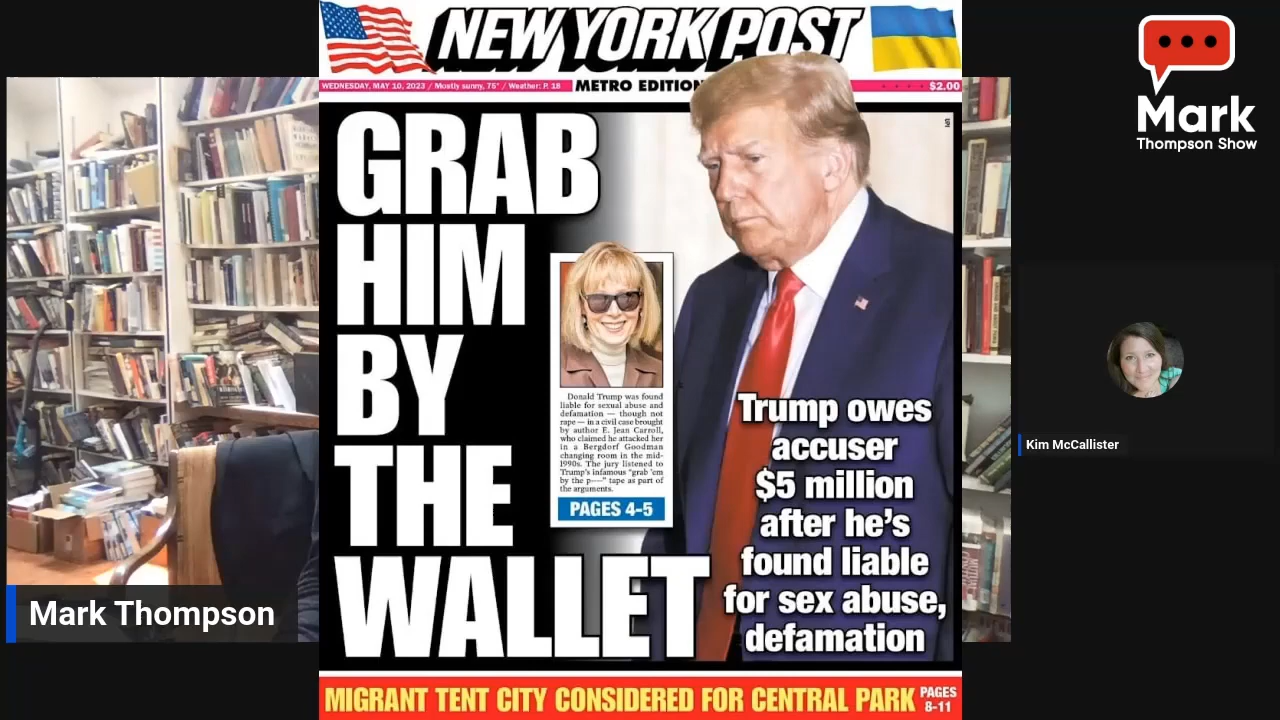 NEW YORK POST
WEDNESDAY, MAY 10, 2023 / Mostly sunny, 75° / Weather: P. 18
METRO EDITION
$2.00
GRAB
HIM
BY
THE
WALLET
Donald Trump was found
liable for sexual abuse and
defamation — though not
rape — in a civil case brought
by author E. Jean Carroll,
who claimed he attacked her
in a Bergdorf Goodman
changing room in the mid-
1990s. The jury listened to
Trump's infamous "grab 'em
by the p----" tape as part of
the arguments.
PAGES 4-5
Trump owes
accuser
$5 million
after he's
found liable
for sex abuse,
defamation
MIGRANT TENT CITY CONSIDERED FOR CENTRAL PARK PAGES
8-11
Mark Thompson
Mark
Thompson Show
Kim McCallister